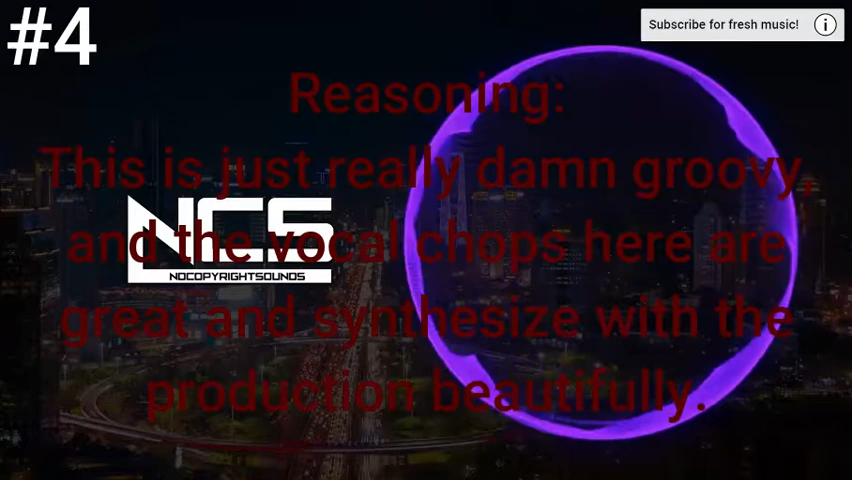 #4
Subscribe for fresh music!
Reasoning:
This is just really damn groovy,
and the vocal chops here are
great and synthesize with the
production beautifully.
NCS
NOCOPYRIGHTSOUNDS